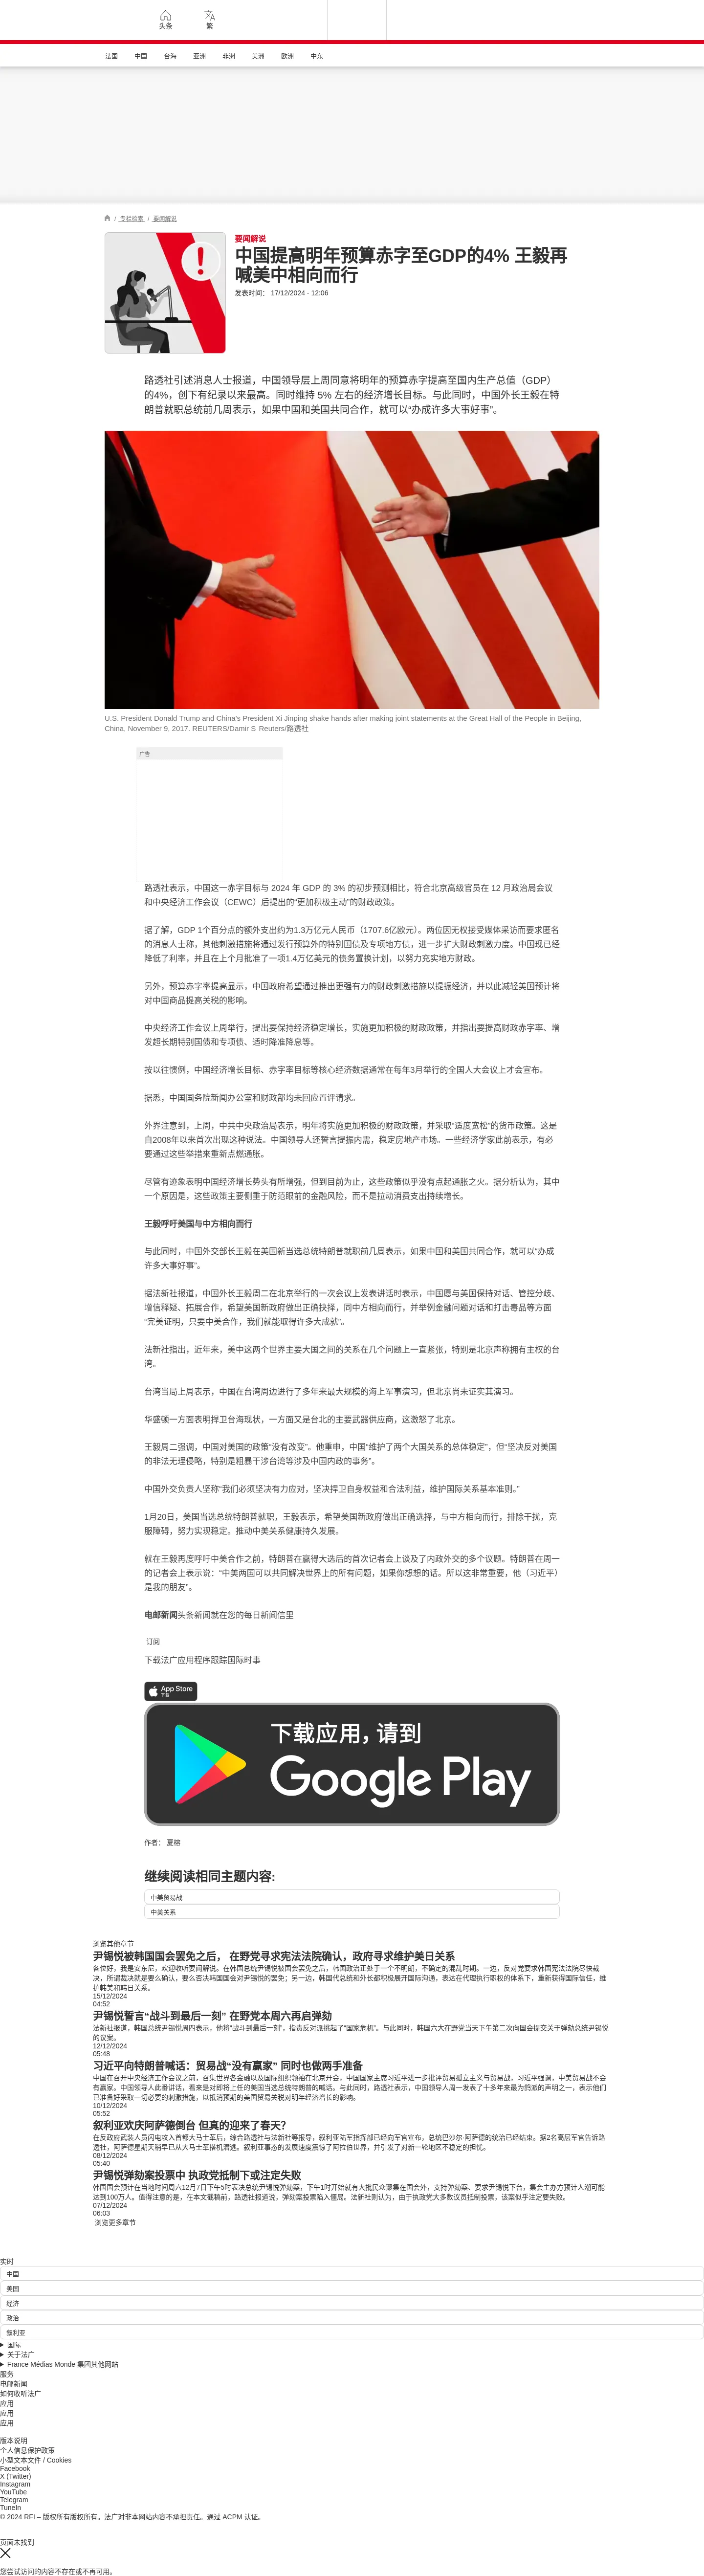 头条
繁
法国 中国 台海 亚洲 非洲 美洲 欧洲 中东
/ 专栏检索 / 要闻解说
要闻解说
中国提高明年预算赤字至GDP的4% 王毅再
喊美中相向而行
发表时间： 17/12/2024 - 12:06
路透社引述消息人士报道，中国领导层上周同意将明年的预算赤字提高至国内生产总值（GDP）
的4%，创下有纪录以来最高。同时维持 5% 左右的经济增长目标。与此同时，中国外长王毅在特
朗普就职总统前几周表示，如果中国和美国共同合作，就可以“办成许多大事好事”。
U.S. President Donald Trump and China's President Xi Jinping shake hands after making joint statements at the Great Hall of the People in Beijing,
China, November 9, 2017. REUTERS/Damir S Reuters/路透社
广告
路透社表示，中国这一赤字目标与 2024 年 GDP 的 3% 的初步预测相比，符合北京高级官员在 12 月政治局会议
和中央经济工作会议（CEWC）后提出的“更加积极主动”的财政政策。
据了解，GDP 1个百分点的额外支出约为1.3万亿元人民币（1707.6亿欧元）。两位因无权接受媒体采访而要求匿名
的消息人士称，其他刺激措施将通过发行预算外的特别国债及专项地方债，进一步扩大财政刺激力度。中国现已经
降低了利率，并且在上个月批准了一项1.4万亿美元的债务置换计划，以努力充实地方财政。
另外，预算赤字率提高显示，中国政府希望通过推出更强有力的财政刺激措施以提振经济，并以此减轻美国预计将
对中国商品提高关税的影响。
中央经济工作会议上周举行，提出要保持经济稳定增长，实施更加积极的财政政策，并指出要提高财政赤字率、增
发超长期特别国债和专项债、适时降准降息等。
按以往惯例，中国经济增长目标、赤字率目标等核心经济数据通常在每年3月举行的全国人大会议上才会宣布。
据悉，中国国务院新闻办公室和财政部均未回应置评请求。
外界注意到，上周，中共中央政治局表示，明年将实施更加积极的财政政策，并采取“适度宽松”的货币政策。这是
自2008年以来首次出现这种说法。中国领导人还誓言提振内需，稳定房地产市场。一些经济学家此前表示，有必
要通过这些举措来重新点燃通胀。
尽管有迹象表明中国经济增长势头有所增强，但到目前为止，这些政策似乎没有点起通胀之火。据分析认为，其中
一个原因是，这些政策主要侧重于防范眼前的金融风险，而不是拉动消费支出持续增长。
王毅呼吁美国与中方相向而行
与此同时，中国外交部长王毅在美国新当选总统特朗普就职前几周表示，如果中国和美国共同合作，就可以“办成
许多大事好事”。
据法新社报道，中国外长王毅周二在北京举行的一次会议上发表讲话时表示，中国愿与美国保持对话、管控分歧、
增信释疑、拓展合作，希望美国新政府做出正确抉择，同中方相向而行，并举例金融问题对话和打击毒品等方面
“完美证明，只要中美合作，我们就能取得许多大成就”。
法新社指出，近年来，美中这两个世界主要大国之间的关系在几个问题上一直紧张，特别是北京声称拥有主权的台
湾。
台湾当局上周表示，中国在台湾周边进行了多年来最大规模的海上军事演习，但北京尚未证实其演习。
华盛顿一方面表明捍卫台海现状，一方面又是台北的主要武器供应商，这激怒了北京。
王毅周二强调，中国对美国的政策“没有改变”。他重申，中国“维护了两个大国关系的总体稳定”，但“坚决反对美国
的非法无理侵略，特别是粗暴干涉台湾等涉及中国内政的事务”。
中国外交负责人坚称“我们必须坚决有力应对，坚决捍卫自身权益和合法利益，维护国际关系基本准则。”
1月20日，美国当选总统特朗普就职，王毅表示，希望美国新政府做出正确选择，与中方相向而行，排除干扰，克
服障碍，努力实现稳定。推动中美关系健康持久发展。
就在王毅再度呼吁中美合作之前，特朗普在赢得大选后的首次记者会上谈及了内政外交的多个议题。特朗普在周一
的记者会上表示说：“中美两国可以共同解决世界上的所有问题，如果你想想的话。所以这非常重要，他（习近平）
是我的朋友”。
电邮新闻头条新闻就在您的每日新闻信里
订阅
下载法广应用程序跟踪国际时事
App Store
下载
下载应用，请到
Google Play
作者： 夏榕
继续阅读相同主题内容:
中美贸易战
中美关系
浏览其他章节
尹锡悦被韩国国会罢免之后， 在野党寻求宪法法院确认，政府寻求维护美日关系
各位好，我是安东尼，欢迎收听要闻解说。在韩国总统尹锡悦被国会罢免之后，韩国政治正处于一个不明朗，不确定的混乱时期。一边，反对党要求韩国宪法法院尽快裁
决，所谓裁决就是要么确认，要么否决韩国国会对尹锡悦的罢免；另一边，韩国代总统和外长都积极展开国际沟通，表达在代理执行职权的体系下，重新获得国际信任，维
护韩美和韩日关系。
15/12/2024
04:52
尹锡悦誓言“战斗到最后一刻” 在野党本周六再启弹劾
法新社报道，韩国总统尹锡悦周四表示，他将“战斗到最后一刻”，指责反对派挑起了“国家危机”。与此同时，韩国六大在野党当天下午第二次向国会提交关于弹劾总统尹锡悦
的议案。
12/12/2024
05:48
习近平向特朗普喊话：贸易战“没有赢家” 同时也做两手准备
中国在召开中央经济工作会议之前，召集世界各金融以及国际组织领袖在北京开会，中国国家主席习近平进一步批评贸易孤立主义与贸易战，习近平强调，中美贸易战不会
有赢家。中国领导人此番讲话，看来是对即将上任的美国当选总统特朗普的喊话。与此同时，路透社表示，中国领导人周一发表了十多年来最为鸽派的声明之一，表示他们
已准备好采取一切必要的刺激措施，以抵消预期的美国贸易关税对明年经济增长的影响。
10/12/2024
05:52
叙利亚欢庆阿萨德倒台 但真的迎来了春天?
在反政府武装人员闪电攻入首都大马士革后，综合路透社与法新社等报导，叙利亚陆军指挥部已经向军官宣布，总统巴沙尔·阿萨德的统治已经结束。据2名高层军官告诉路
透社，阿萨德星期天稍早已从大马士革搭机潜逃。叙利亚事态的发展速度震惊了阿拉伯世界，并引发了对新一轮地区不稳定的担忧。
08/12/2024
05:40
尹锡悦弹劾案投票中 执政党抵制下或注定失败
韩国国会预计在当地时间周六12月7日下午5时表决总统尹锡悦弹劾案，下午1时开始就有大批民众聚集在国会外，支持弹劾案、要求尹锡悦下台，集会主办方预计人潮可能
达到100万人。值得注意的是，在本文截稿前，路透社报道说，弹劾案投票陷入僵局。法新社则认为，由于执政党大多数议员抵制投票，该案似乎注定要失败。
07/12/2024
06:03
浏览更多章节
实时
中国
美国
经济
政治
叙利亚
国际
关于法广
France Médias Monde 集团其他网站
服务
电邮新闻
如何收听法广
应用
应用
应用
版本说明
个人信息保护政策
小型文本文件 / Cookies
Facebook
X (Twitter)
Instagram
YouTube
Telegram
TuneIn
© 2024 RFI – 版权所有版权所有。法广对非本网站内容不承担责任。通过 ACPM 认证。
页面未找到
您尝试访问的内容不存在或不再可用。